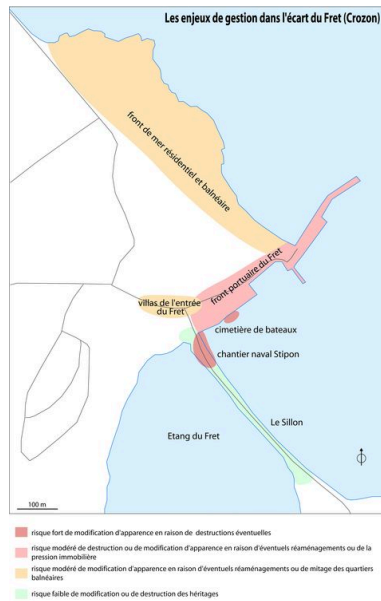 Les enjeux de gestion dans l'écart du Fret (Crozon)
front de mer résidentiel et balnéaire
front portuaire du Fret
villas de l'entrée
du Fret
cimetière de bateaux
chantier naval Stipon
Le Sillon
Etang du Fret
100 m
risque fort de modification d'apparence en raison de destructions éventuelles
risque modéré de destruction ou de modification d'apparence en raison d'éventuels réaménagements ou de la
pression immobilière
risque modéré de modification d'apparence en raison d'éventuels réaménagements ou de mitage des quartiers
balnéaires
risque faible de modification ou de destruction des héritages